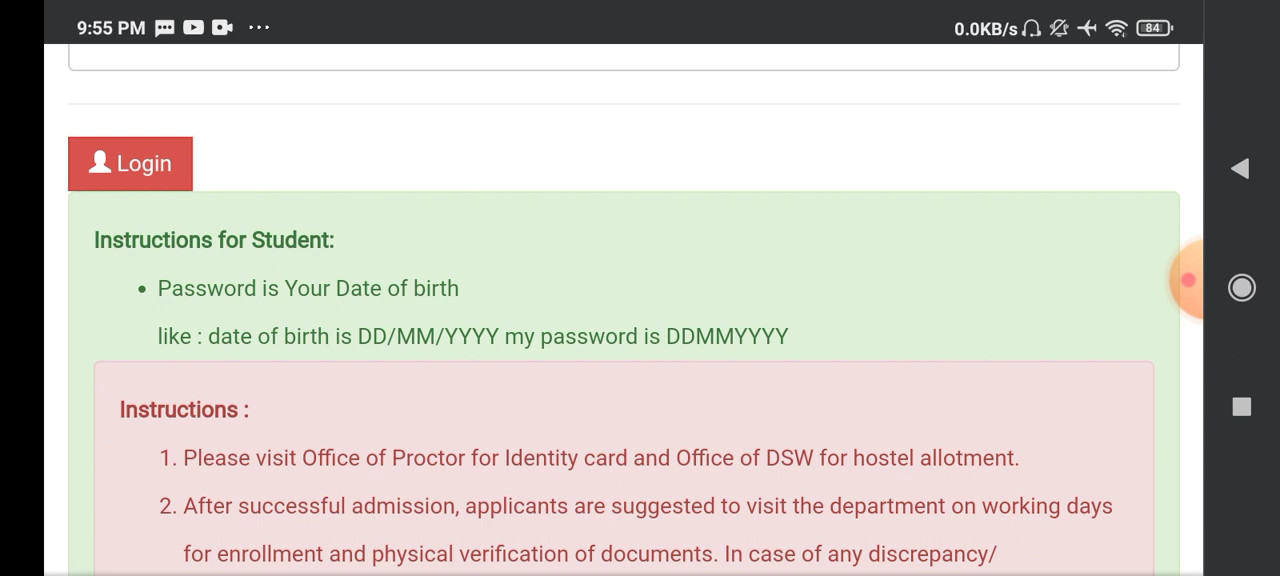 9:55 PM 0.0KB/s 84
Login
Instructions for Student:
• Password is Your Date of birth
like : date of birth is DD/MM/YYYY my password is DDMMYYYY
Instructions :
1. Please visit Office of Proctor for Identity card and Office of DSW for hostel allotment.
2. After successful admission, applicants are suggested to visit the department on working days
for enrollment and physical verification of documents. In case of any discrepancy/